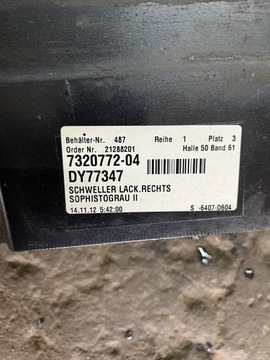 Behälter-Nr. 487 Reihe 1 Platz 3
Order Nr. 21288201 Halle 50 Band 61
7320772-04
DY77347
SCHWELLER LACK.RECHTS
SOPHISTOGRAU II
14.11.12 5:42:00 S -6407-D604